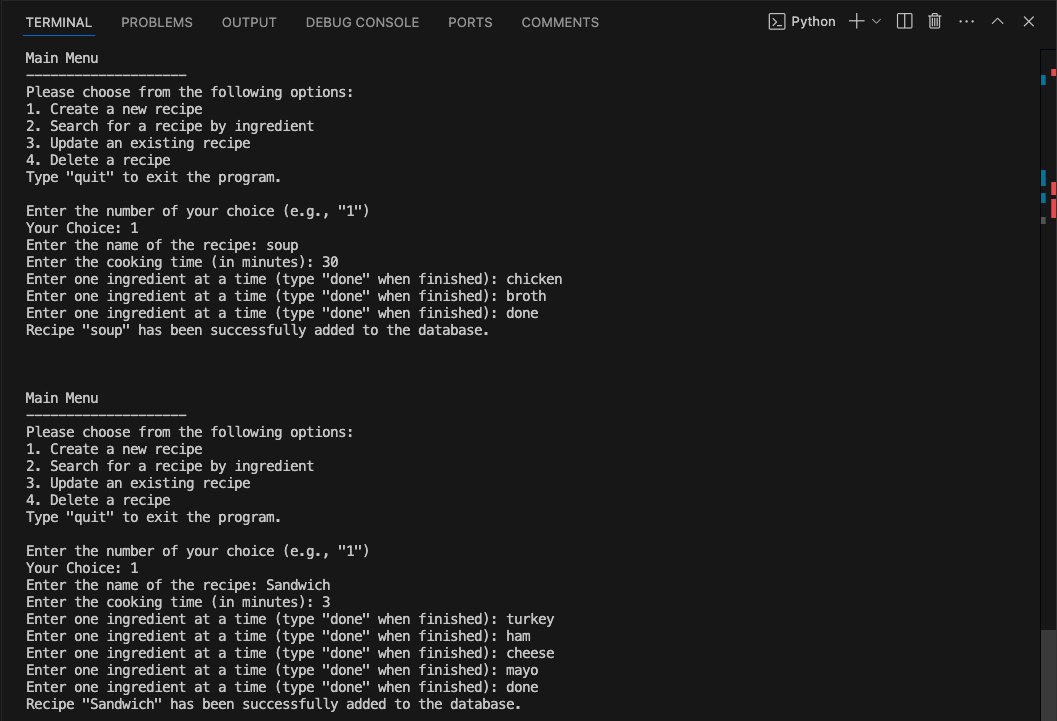 TERMINAL PROBLEMS OUTPUT DEBUG CONSOLE PORTS COMMENTS Python
Main Menu
--------------------
Please choose from the following options:
1. Create a new recipe
2. Search for a recipe by ingredient
3. Update an existing recipe
4. Delete a recipe
Type "quit" to exit the program.
Enter the number of your choice (e.g., "1")
Your Choice: 1
Enter the name of the recipe: soup
Enter the cooking time (in minutes): 30
Enter one ingredient at a time (type "done" when finished): chicken
Enter one ingredient at a time (type "done" when finished): broth
Enter one ingredient at a time (type "done" when finished): done
Recipe "soup" has been successfully added to the database.
Main Menu
--------------------
Please choose from the following options:
1. Create a new recipe
2. Search for a recipe by ingredient
3. Update an existing recipe
4. Delete a recipe
Type "quit" to exit the program.
Enter the number of your choice (e.g., "1")
Your Choice: 1
Enter the name of the recipe: Sandwich
Enter the cooking time (in minutes): 3
Enter one ingredient at a time (type "done" when finished): turkey
Enter one ingredient at a time (type "done" when finished): ham
Enter one ingredient at a time (type "done" when finished): cheese
Enter one ingredient at a time (type "done" when finished): mayo
Enter one ingredient at a time (type "done" when finished): done
Recipe "Sandwich" has been successfully added to the database.